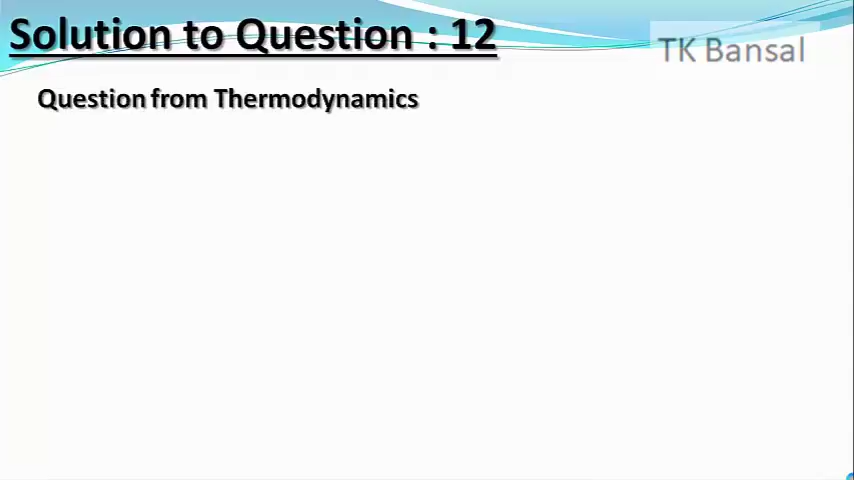 Solution to Question : 12
TK Bansal
Question from Thermodynamics